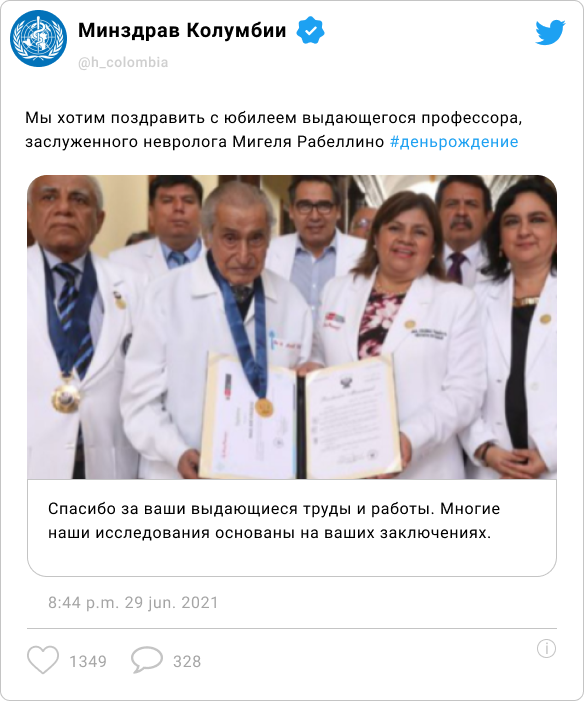 Минздрав Колумбии
@h_colombia
Мы хотим поздравить с юбилеем выдающегося профессора,
заслуженного невролога Мигеля Рабеллино #деньрождение
Спасибо за ваши выдающиеся труды и работы. Многие
наши исследования основаны на ваших заключениях.
8:44 p.m. 29 jun. 2021
1349
328